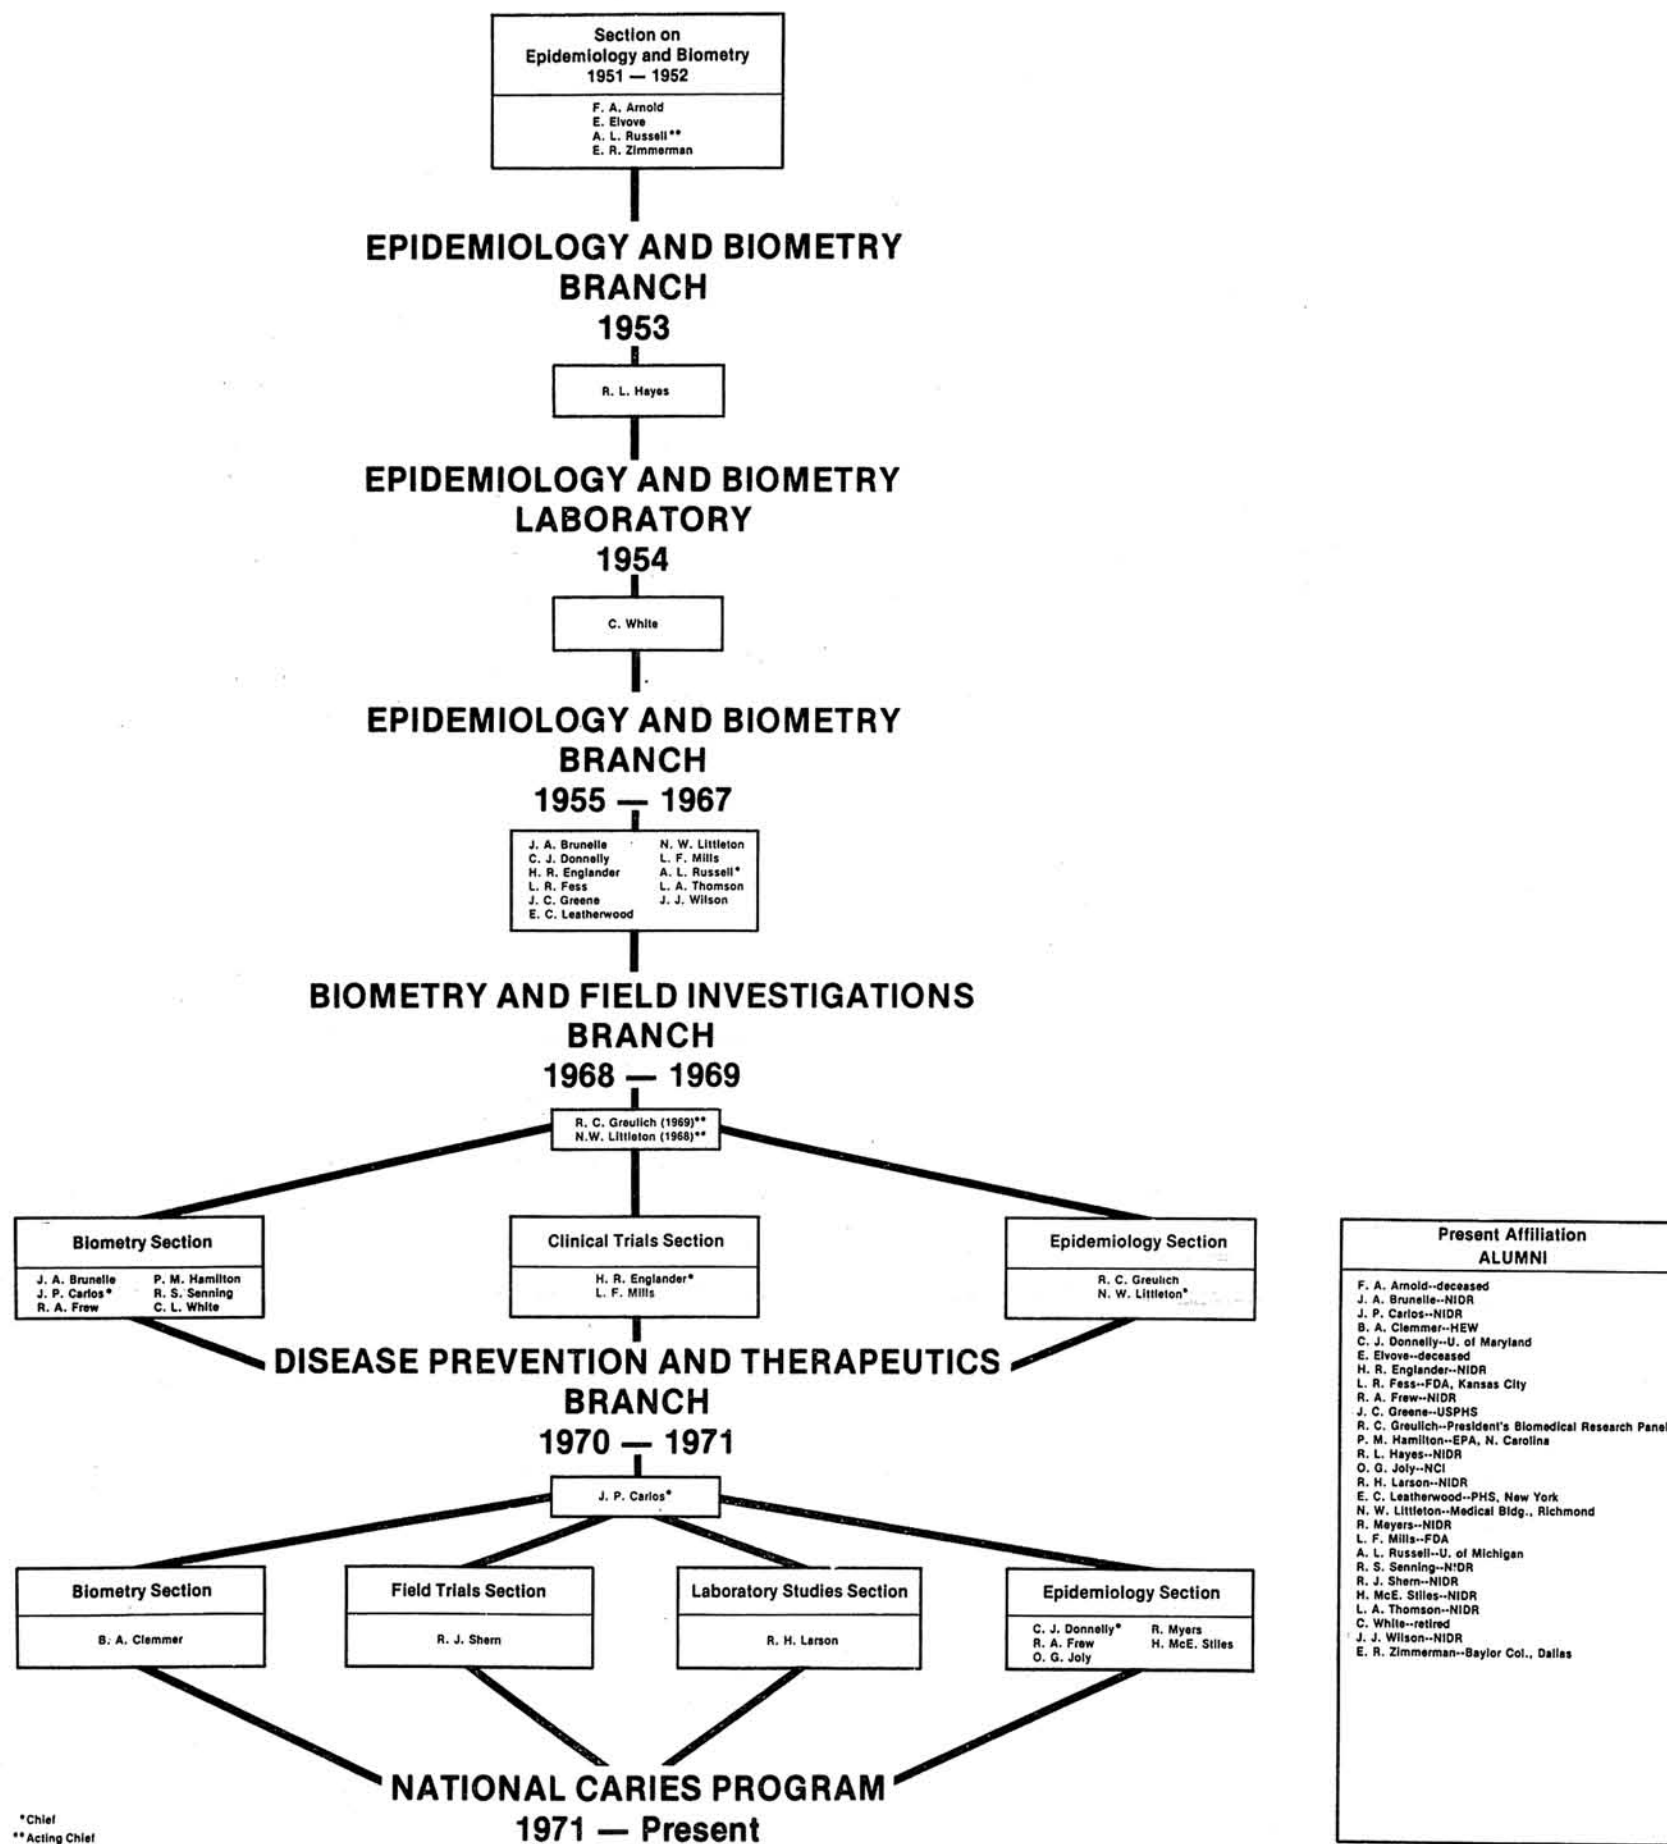 Section on
Epidemiology and Biometry
1951 — 1952
F. A. Arnold
E. Elvove
A. L. Russell**
E. R. Zimmerman
EPIDEMIOLOGY AND BIOMETRY
BRANCH
1953
R. L. Hayes
EPIDEMIOLOGY AND BIOMETRY
LABORATORY
1954
C. White
EPIDEMIOLOGY AND BIOMETRY
BRANCH
1955 — 1967
J. A. Brunelle
C. J. Donnelly
H. R. Englander
L. R. Fess
J. C. Greene
E. C. Leatherwood
N. W. Littleton
L. F. Mills
A. L. Russell*
L. A. Thomson
J. J. Wilson
BIOMETRY AND FIELD INVESTIGATIONS
BRANCH
1968 — 1969
R. C. Greulich (1969)**
N.W. Littleton (1968)**
Biometry Section
J. A. Brunelle
J. P. Carlos*
R. A. Frew
P. M. Hamilton
R. S. Senning
C. L. White
Clinical Trials Section
H. R. Englander*
L. F. Mills
Epidemiology Section
R. C. Greulich
N. W. Littleton*
DISEASE PREVENTION AND THERAPEUTICS
BRANCH
1970 — 1971
J. P. Carlos*
Biometry Section
B. A. Clemmer
Field Trials Section
R. J. Shern
Laboratory Studies Section
R. H. Larson
Epidemiology Section
C. J. Donnelly*
R. A. Frew
O. G. Joly
R. Myers
H. McE. Stiles
NATIONAL CARIES PROGRAM
1971 — Present
*Chief
**Acting Chief
Present Affiliation
ALUMNI
F. A. Arnold--deceased
J. A. Brunelle--NIDR
J. P. Carlos--NIDR
B. A. Clemmer--HEW
C. J. Donnelly--U. of Maryland
E. Elvove--deceased
H. R. Englander--NIDR
L. R. Fess--FDA, Kansas City
R. A. Frew--NIDR
J. C. Greene--USPHS
R. C. Greulich--President's Biomedical Research Panel
P. M. Hamilton--EPA, N. Carolina
R. L. Hayes--NIDR
O. G. Joly--NCI
R. H. Larson--NIDR
E. C. Leatherwood--PHS, New York
N. W. Littleton--Medical Bldg., Richmond
R. Meyers--NIDR
L. F. Mills--FDA
A. L. Russell--U. of Michigan
R. S. Senning--NIDR
R. J. Shern--NIDR
H. McE. Stiles--NIDR
L. A. Thomson--NIDR
C. White--retired
J. J. Wilson--NIDR
E. R. Zimmerman--Baylor Col., Dallas